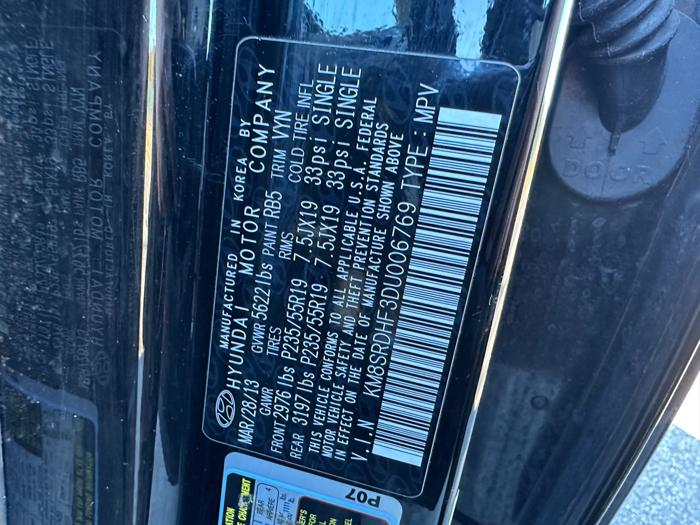 MANUFACTURED IN KOREA BY
HYUNDAI MOTOR COMPANY
MAR/28/13 GVWR 5622 lbs PAINT RB5 TRIM YYN
GAWR TIRES RIMS COLD TIRE INFL
FRONT 2976 lbs P235/55R19 7.5JX19 33psi SINGLE
REAR 3197 lbs P235/55R19 7.5JX19 33psi SINGLE
THIS VEHICLE CONFORMS TO ALL APPLICABLE U.S.A. FEDERAL
MOTOR VEHICLE SAFETY AND THEFT PREVENTION STANDARDS
IN EFFECT ON THE DATE OF MANUFACTURE SHOWN ABOVE
V.I.N KM8SRDHF3DU006769 TYPE : MPV
P07
DOOR